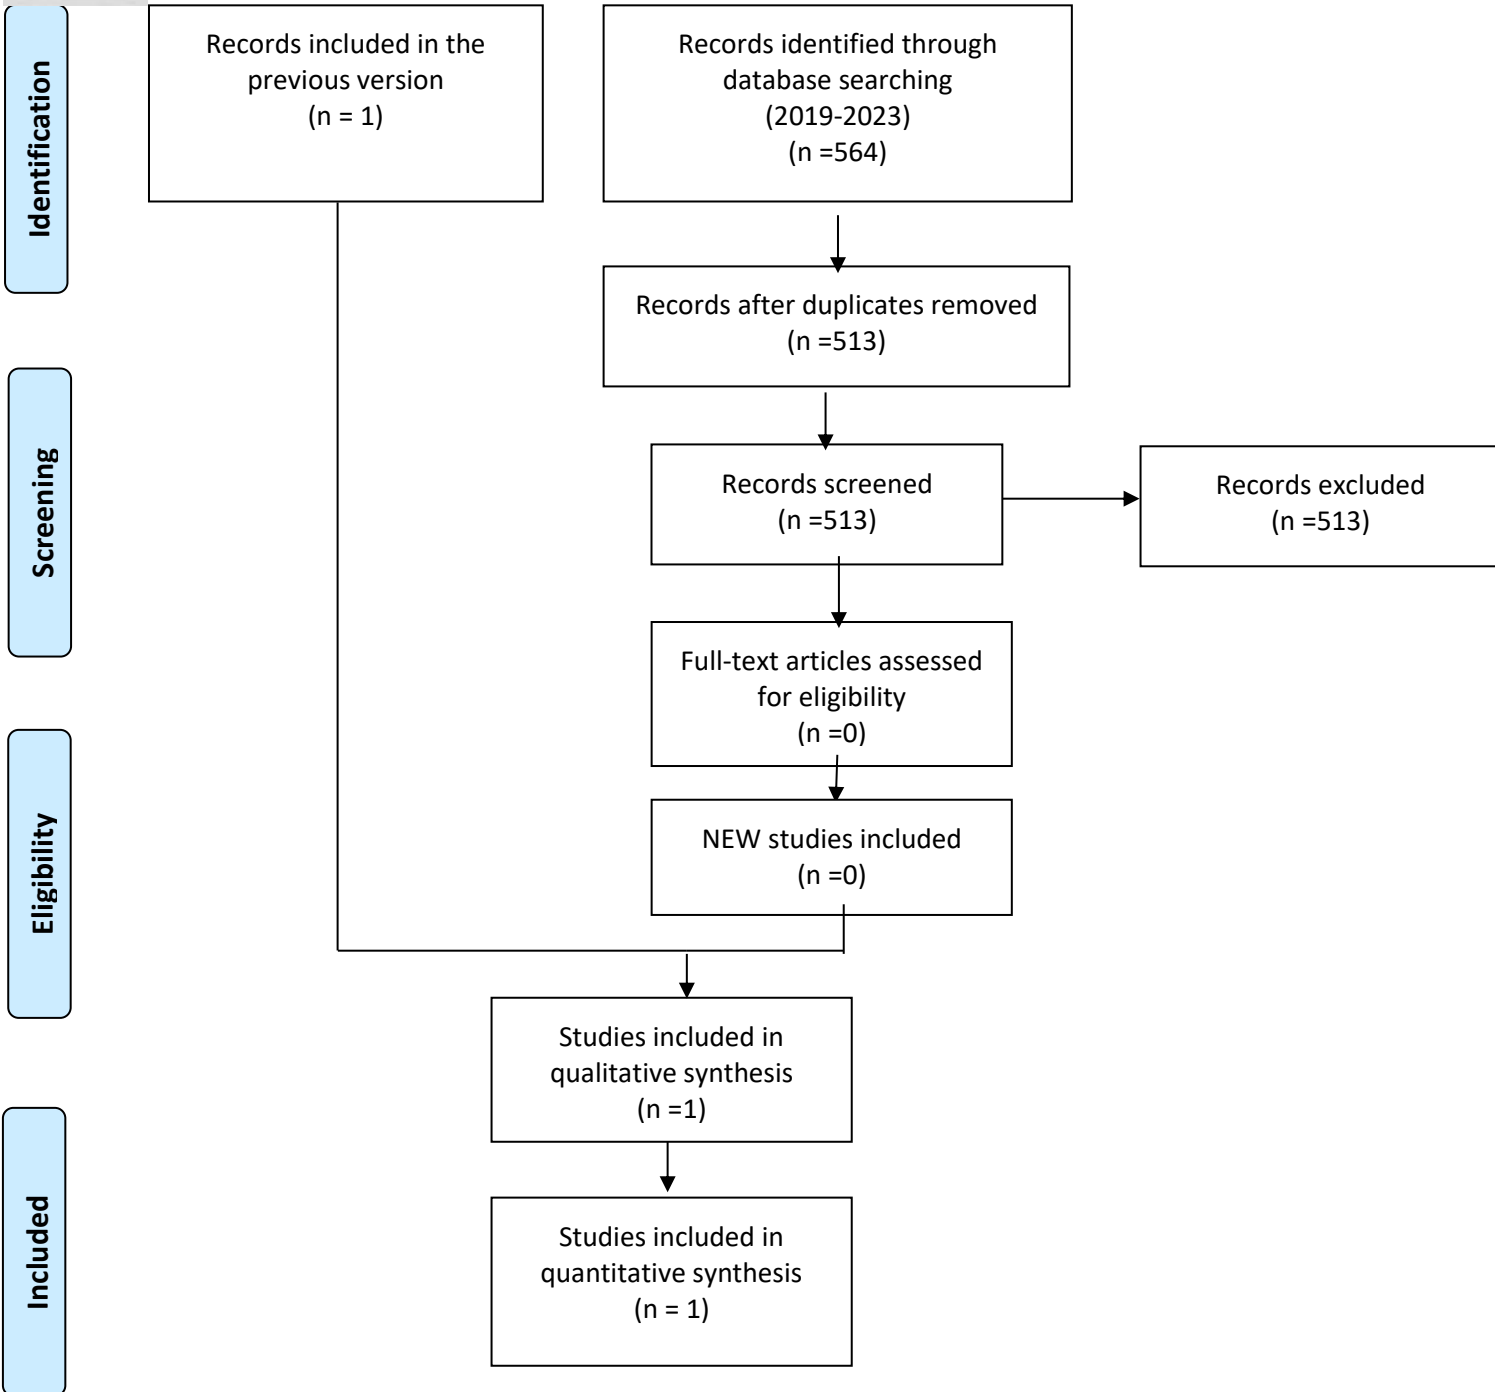 Identification
Records included in the
previous version
(n = 1)
Records identified through
database searching
(2019-2023)
(n =564)
Records after duplicates removed
(n =513)
Screening
Records screened
(n =513)
Records excluded
(n =513)
Full-text articles assessed
for eligibility
(n =0)
Eligibility
NEW studies included
(n =0)
Studies included in
qualitative synthesis
(n =1)
Included
Studies included in
quantitative synthesis
(n = 1)